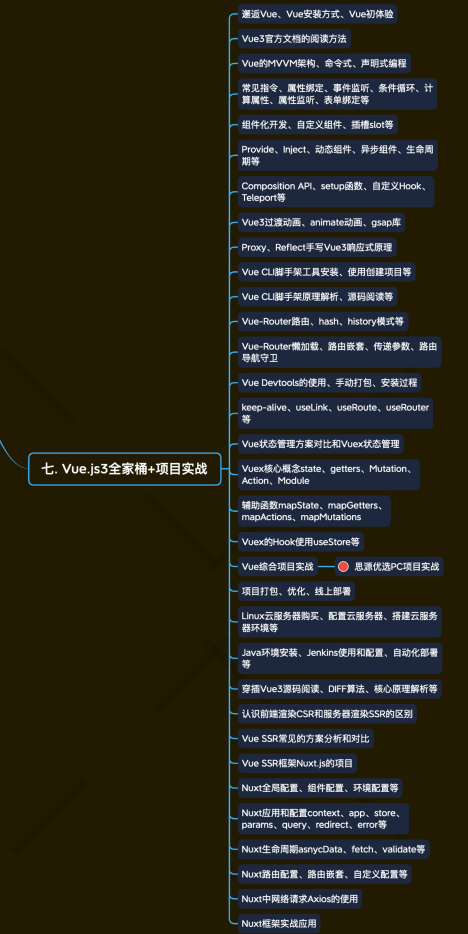 邂逅Vue、Vue安装方式、Vue初体验
Vue3官方文档的阅读方法
Vue的MVVM架构、命令式、声明式编程
常见指令、属性绑定、事件监听、条件循环、计
算属性、属性监听、表单绑定等
组件化开发、自定义组件、插槽slot等
Provide、Inject、动态组件、异步组件、生命周
期等
Composition API、setup函数、自定义Hook、
Teleport等
Vue3过渡动画、animate动画、gsap库
Proxy、Reflect手写Vue3响应式原理
Vue CLI脚手架工具安装、使用创建项目等
Vue CLI脚手架原理解析、源码阅读等
Vue-Router路由、hash、history模式等
Vue-Router懒加载、路由嵌套、传递参数、路由
导航守卫
Vue Devtools的使用、手动打包、安装过程
keep-alive、useLink、useRoute、useRouter
等
Vue状态管理方案对比和Vuex状态管理
七. Vue.js3全家桶+项目实战
Vuex核心概念state、getters、Mutation、
Action、Module
辅助函数mapState、mapGetters、
mapActions、mapMutations
Vuex的Hook使用useStore等
Vue综合项目实战
思源优选PC项目实战
项目打包、优化、线上部署
Linux云服务器购买、配置云服务器、搭建云服务
器环境等
Java环境安装、Jenkins使用和配置、自动化部署
等
穿插Vue3源码阅读、DIFF算法、核心原理解析等
认识前端渲染CSR和服务器渲染SSR的区别
Vue SSR常见的方案分析和对比
Vue SSR框架Nuxt.js的项目
Nuxt全局配置、组件配置、环境配置等
Nuxt应用和配置context、app、store、
params、query、redirect、error等
Nuxt生命周期asnycData、fetch、validate等
Nuxt路由配置、路由嵌套、自定义配置等
Nuxt中网络请求Axios的使用
Nuxt框架实战应用